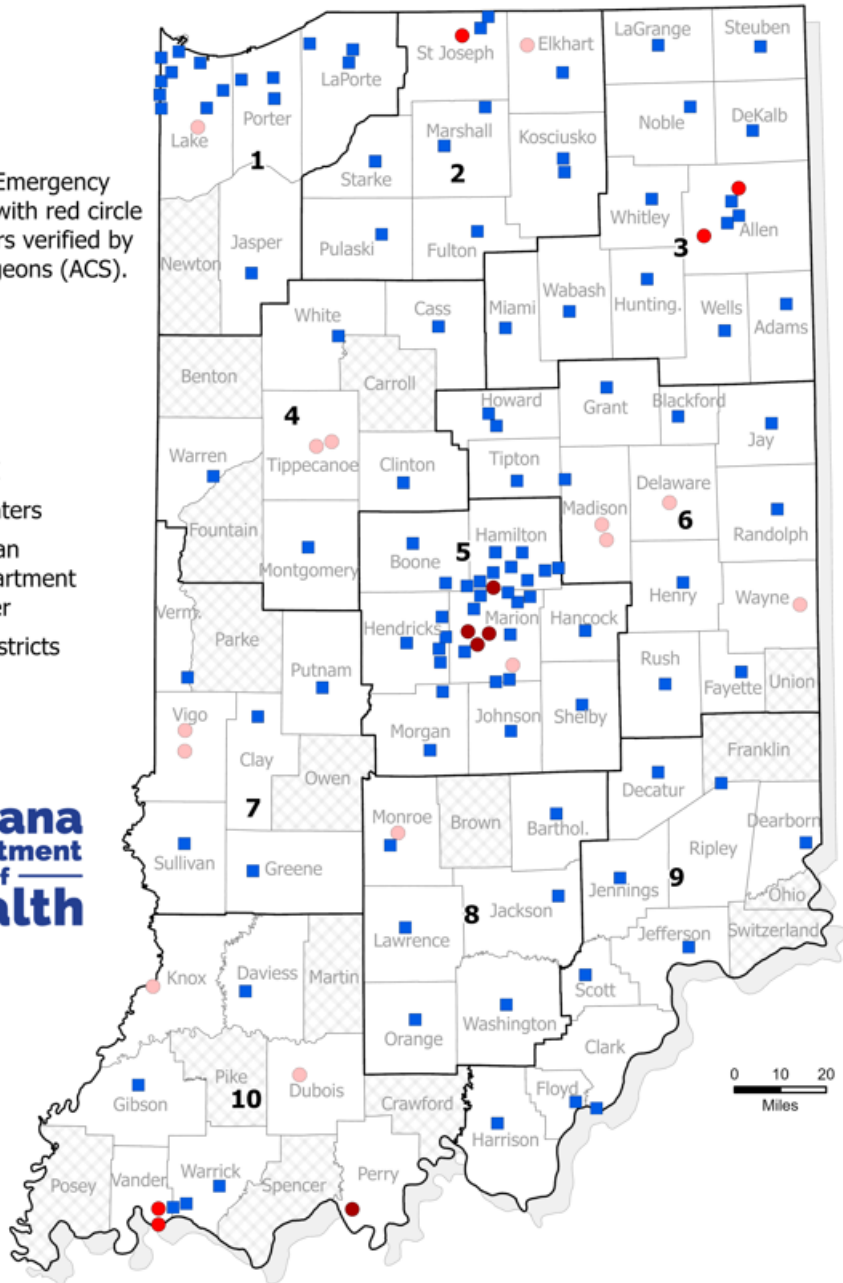 LaGrange
Steuben
St Joseph
Elkhart
LaPorte
Noble
DeKalb
Porter
Lake
Marshall
Kosciusko
1
2
Starke
Emergency
with red circle
rs verified by
geons (ACS).
Whitley
Allen
3
Newton
Jasper
Pulaski
Fulton
Miami
Wabash
Hunting.
Wells
Adams
White
Cass
Benton
Carroll
4
Howard
Grant
Blackford
Jay
Warren
Tippecanoe
Clinton
Tipton
Madison
Delaware
6
Randolph
ters
an
artment
er
stricts
Fountain
Montgomery
Boone
5
Hamilton
Henry
Wayne
Verm.
Parke
Hendricks
Marion
Hancock
Putnam
Rush
Fayette
Union
Vigo
Clay
Owen
Morgan
Johnson
Shelby
Franklin
7
Decatur
ana
tment
f
alth
Monroe
Brown
Barthol.
Dearborn
Ripley
Sullivan
Greene
Jennings
9
Ohio
8
Jackson
Lawrence
Jefferson
Switzerland
Knox
Daviess
Martin
Scott
Orange
Washington
Clark
0 10 20
Miles
Pike
Dubois
Gibson
10
Crawford
Floyd
Harrison
Posey
Vander.
Warrick
Spencer
Perry